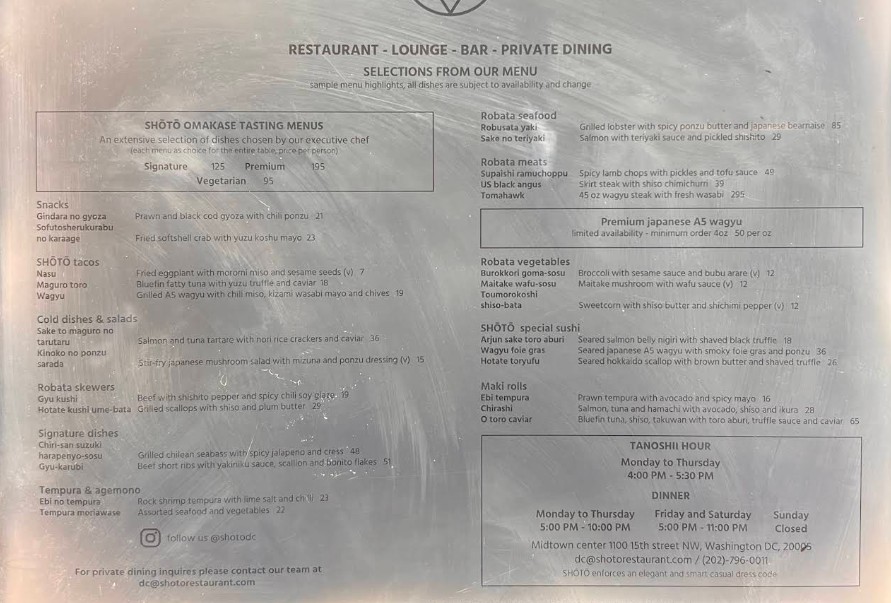 RESTAURANT - LOUNGE - BAR - PRIVATE DINING
SELECTIONS FROM OUR MENU
sample menu highlights, all dishes are subject to availability and change
SHŌTŌ OMAKASE TASTING MENUS
An extensive selection of dishes chosen by our executive chef
(each menu as choice for the entire table, price per person)
Signature 125 Premium 195
Vegetarian 95
Snacks
Gindara no gyoza Prawn and black cod gyoza with chili ponzu 21
Sofutosherukurabu
no karaage Fried softshell crab with yuzu koshu mayo 23
SHŌTŌ tacos
Nasu Fried eggplant with moromi miso and sesame seeds (v) 7
Maguro toro Bluefin fatty tuna with yuzu truffle and caviar 18
Wagyu Grilled A5 wagyu with chili miso, kizami wasabi mayo and chives 19
Cold dishes & salads
Sake to maguro no
tarutaru Salmon and tuna tartare with nori rice crackers and caviar 36
Kinoko no ponzu
sarada Stir-fry japanese mushroom salad with mizuna and ponzu dressing (v) 15
Robata skewers
Gyu kushi Beef with shishito pepper and spicy chili soy glaze 19
Hotate kushi ume-bata Grilled scallops with shiso and plum butter 29
Signature dishes
Chiri-san suzuki
harapenyo-sosu Grilled chilean seabass with spicy jalapeno and cress 48
Gyu-karubi Beef short ribs with yakiniku sauce, scallion and bonito flakes 51
Tempura & agemono
Ebi no tempura Rock shrimp tempura with lime salt and chili 23
Tempura moriawase Assorted seafood and vegetables 22
follow us @shotodc
For private dining inquires please contact our team at
dc@shotorestaurant.com
Robata seafood
Robusata yaki Grilled lobster with spicy ponzu butter and japanese bearnaise 85
Sake no teriyaki Salmon with teriyaki sauce and pickled shishito 29
Robata meats
Supaishi ramuchoppu Spicy lamb chops with pickles and tofu sauce 49
US black angus Skirt steak with shiso chimichurri 39
Tomahawk 45 oz wagyu steak with fresh wasabi 295
Premium japanese A5 wagyu
limited availability - minimum order 4oz 50 per oz
Robata vegetables
Burokkori goma-sosu Broccoli with sesame sauce and bubu arare (v) 12
Maitake wafu-sosu Maitake mushroom with wafu sauce (v) 12
Toumorokoshi
shiso-bata Sweetcorn with shiso butter and shichimi pepper (v) 12
SHŌTŌ special sushi
Arjun sake toro aburi Seared salmon belly nigiri with shaved black truffle 18
Wagyu foie gras Seared japanese A5 wagyu with smoky foie gras and ponzu 36
Hotate toryufu Seared hokkaido scallop with brown butter and shaved truffle 26
Maki rolls
Ebi tempura Prawn tempura with avocado and spicy mayo 16
Chirashi Salmon, tuna and hamachi with avocado, shiso and ikura 28
O toro caviar Bluefin tuna, shiso, takuwan with toro aburi, truffle sauce and caviar 65
TANOSHII HOUR
Monday to Thursday
4:00 PM - 5:30 PM
DINNER
Monday to Thursday Friday and Saturday Sunday
5:00 PM - 10:00 PM 5:00 PM - 11:00 PM Closed
Midtown center 1100 15th street NW, Washington DC, 20005
dc@shotorestaurant.com / (202)-796-0011
SHŌTŌ enforces an elegant and smart casual dress code